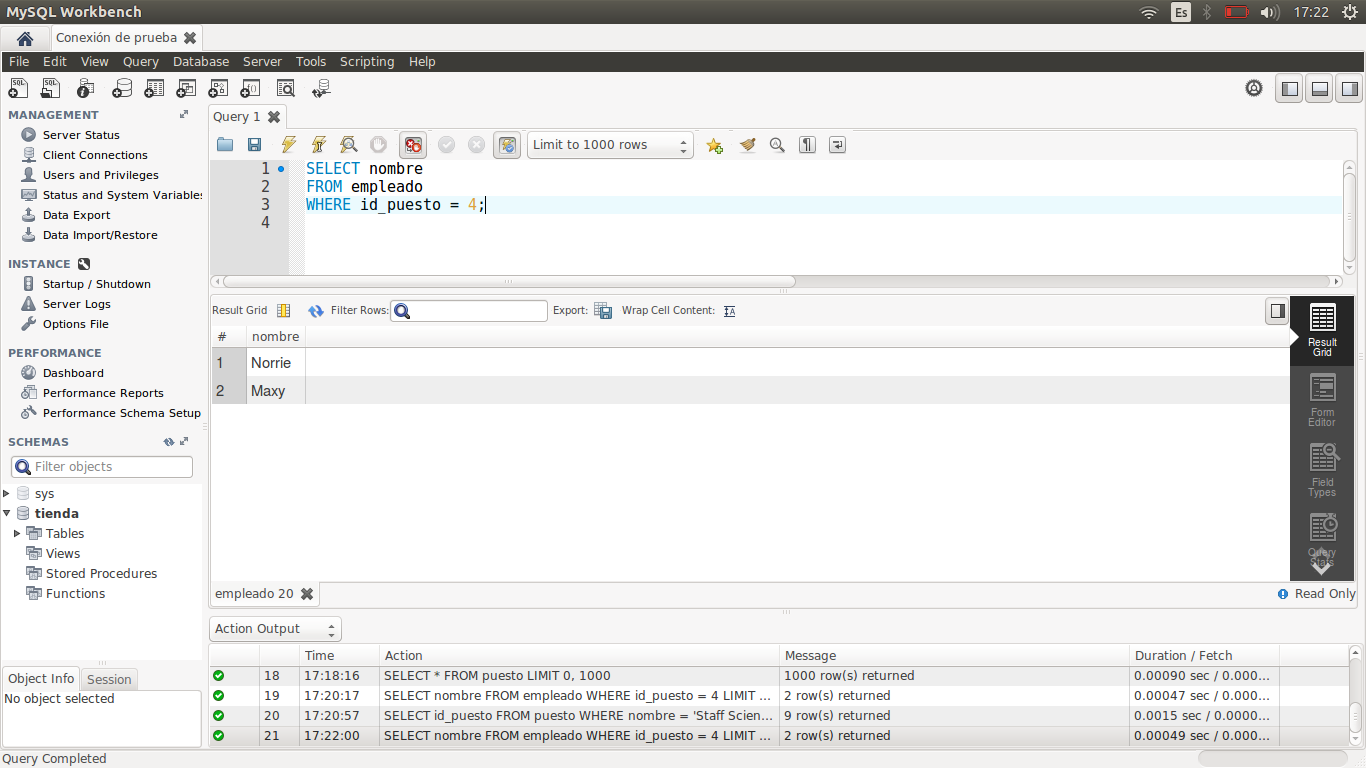 MySQL Workbench
Es
17:22
Conexión de prueba
File Edit View Query Database Server Tools Scripting Help
MANAGEMENT
Server Status
Client Connections
Users and Privileges
Status and System Variables
Data Export
Data Import/Restore
INSTANCE
Startup / Shutdown
Server Logs
Options File
PERFORMANCE
Dashboard
Performance Reports
Performance Schema Setup
SCHEMAS
Filter objects
sys
tienda
Tables
Views
Stored Procedures
Functions
Object Info Session
No object selected
Query 1
Limit to 1000 rows
1 SELECT nombre
2 FROM empleado
3 WHERE id_puesto = 4;
4
Result Grid Filter Rows: Export: Wrap Cell Content:
# nombre
1 Norrie
2 Maxy
Result
Grid
Form
Editor
Field
Types
Query
Stats
empleado 20
Read Only
Action Output
Time Action Message Duration / Fetch
18 17:18:16 SELECT * FROM puesto LIMIT 0, 1000 1000 row(s) returned 0.00090 sec / 0.000...
19 17:20:17 SELECT nombre FROM empleado WHERE id_puesto = 4 LIMIT ... 2 row(s) returned 0.00047 sec / 0.000...
20 17:20:57 SELECT id_puesto FROM puesto WHERE nombre = 'Staff Scien... 9 row(s) returned 0.0015 sec / 0.0000...
21 17:22:00 SELECT nombre FROM empleado WHERE id_puesto = 4 LIMIT ... 2 row(s) returned 0.00049 sec / 0.000...
Query Completed